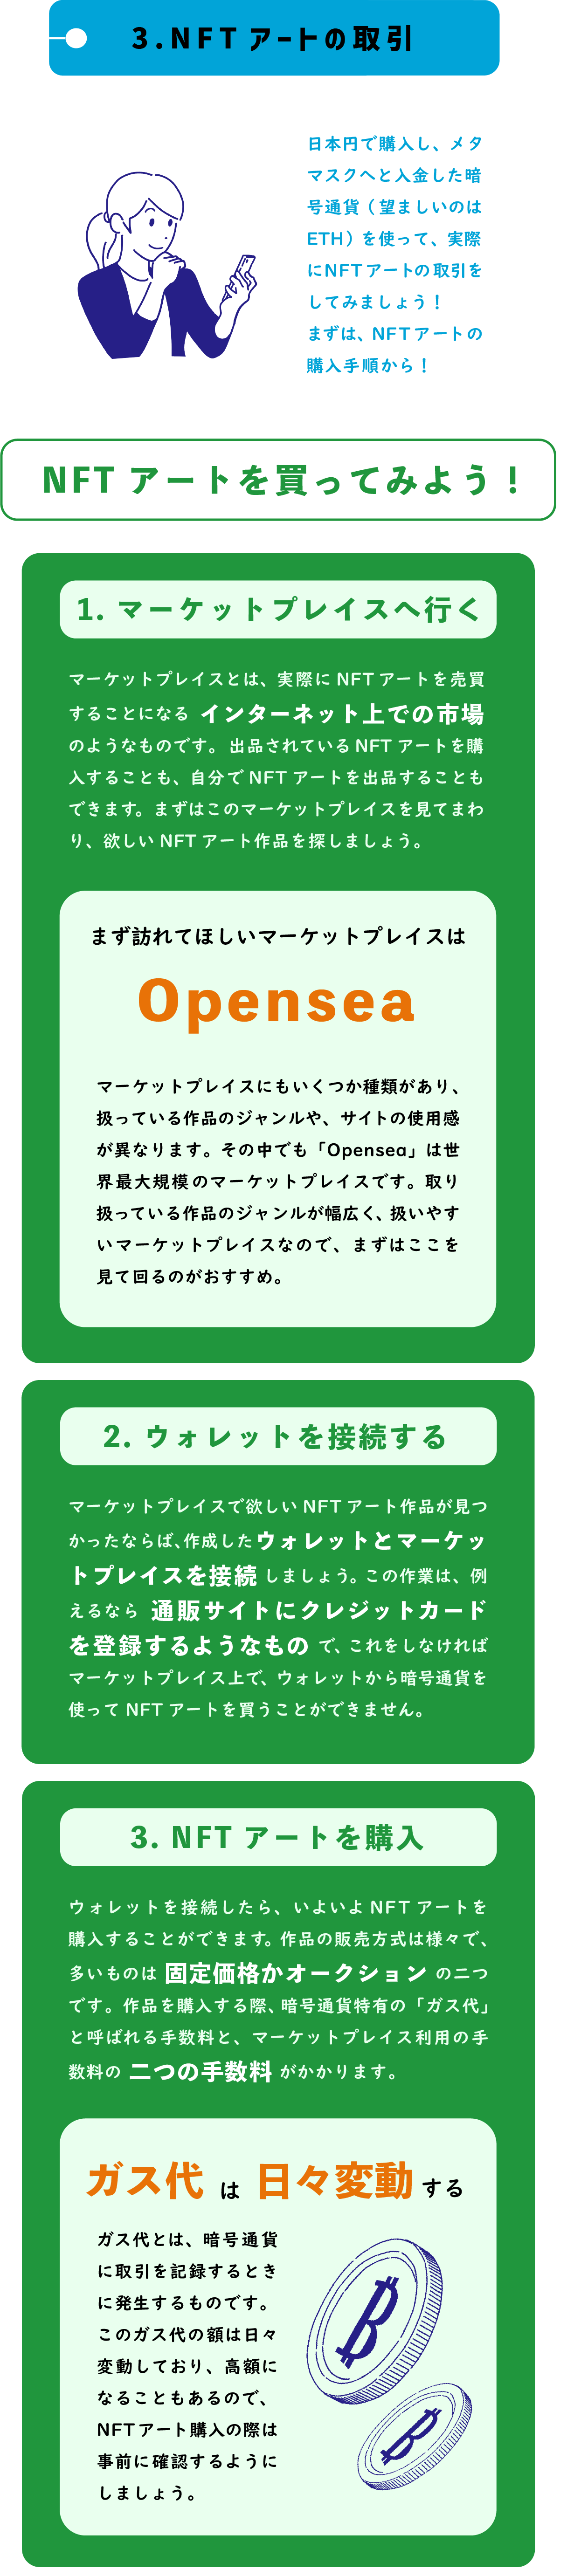 3.NFTアートの取引
日本円で購入し、メタ
マスクへと入金した暗
号通貨（望ましいのは
ETH）を使って、実際
にNFTアートの取引を
してみましょう！
まずは、NFTアートの
購入手順から！
NFTアートを買ってみよう！
1. マーケットプレイスへ行く
マーケットプレイスとは、実際にNFTアートを売買
することになる インターネット上での市場
のようなものです。出品されているNFTアートを購
入することも、自分でNFTアートを出品することも
できます。まずはこのマーケットプレイスを見てまわ
り、欲しいNFTアート作品を探しましょう。
まず訪れてほしいマーケットプレイスは
Opensea
マーケットプレイスにもいくつか種類があり、
扱っている作品のジャンルや、サイトの使用感
が異なります。その中でも「Opensea」は世
界最大規模のマーケットプレイスです。取り
扱っている作品のジャンルが幅広く、扱いやす
いマーケットプレイスなので、まずはここを
見て回るのがおすすめ。
2. ウォレットを接続する
マーケットプレイスで欲しいNFTアート作品が見つ
かったならば、作成したウォレットとマーケッ
トプレイスを接続しましょう。この作業は、例
えるなら 通販サイトにクレジットカード
を登録するようなもの で、これをしなければ
マーケットプレイス上で、ウォレットから暗号通貨を
使ってNFTアートを買うことができません。
3. NFTアートを購入
ウォレットを接続したら、いよいよNFTアートを
購入することができます。作品の販売方式は様々で、
多いものは 固定価格かオークション の二つ
です。作品を購入する際、暗号通貨特有の「ガス代」
と呼ばれる手数料と、マーケットプレイス利用の手
数料の 二つの手数料 がかかります。
ガス代 は 日々変動 する
ガス代とは、暗号通貨
に取引を記録するとき
に発生するものです。
このガス代の額は日々
変動しており、高額に
なることもあるので、
NFTアート購入の際は
事前に確認するように
しましょう。